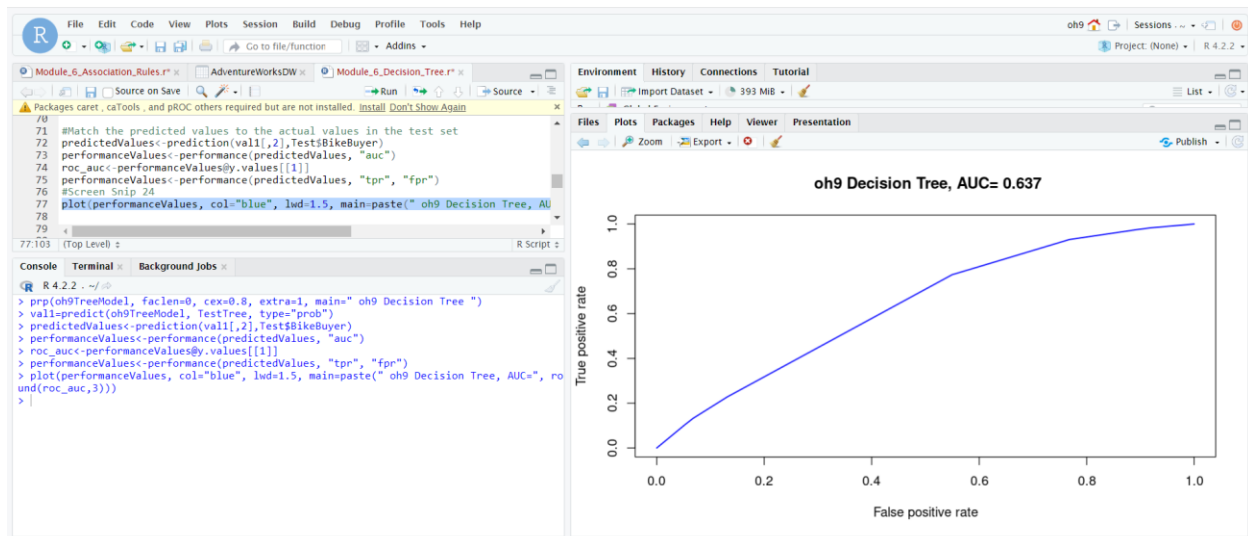 File Edit Code View Plots Session Build Debug Profile Tools Help
oh9 Sessions
R
Go to file/function Addins
Project: (None) R 4.2.2
Module_6_Association_Rules.r* × AdventureWorksDW × Module_6_Decision_Tree.r* ×
Source on Save Run Source
Packages caret , caTools , and pROC others required but are not installed. Install Don't Show Again ×
70
71 #Match the predicted values to the actual values in the test set
72 predictedValues<-prediction(val1[,2],Test$BikeBuyer)
73 performanceValues<-performance(predictedValues, "auc")
74 roc_auc<-performanceValues@y.values[[1]]
75 performanceValues<-performance(predictedValues, "tpr", "fpr")
76 #Screen Snip 24
77 plot(performanceValues, col="blue", lwd=1.5, main=paste(" oh9 Decision Tree, AU
78
79
77:103 (Top Level) R Script
Console Terminal × Background Jobs ×
R 4.2.2 . ~/
> prp(oh9TreeModel, faclen=0, cex=0.8, extra=1, main=" oh9 Decision Tree ")
> val1=predict(oh9TreeModel, TestTree, type="prob")
> predictedValues<-prediction(val1[,2],Test$BikeBuyer)
> performanceValues<-performance(predictedValues, "auc")
> roc_auc<-performanceValues@y.values[[1]]
> performanceValues<-performance(predictedValues, "tpr", "fpr")
> plot(performanceValues, col="blue", lwd=1.5, main=paste(" oh9 Decision Tree, AUC=", ro
und(roc_auc,3)))
>
Environment History Connections Tutorial
Import Dataset 393 MiB List
Files Plots Packages Help Viewer Presentation
Zoom Export Publish
oh9 Decision Tree, AUC= 0.637
True positive rate
1.0
0.8
0.6
0.4
0.2
0.0
0.0 0.2 0.4 0.6 0.8 1.0
False positive rate